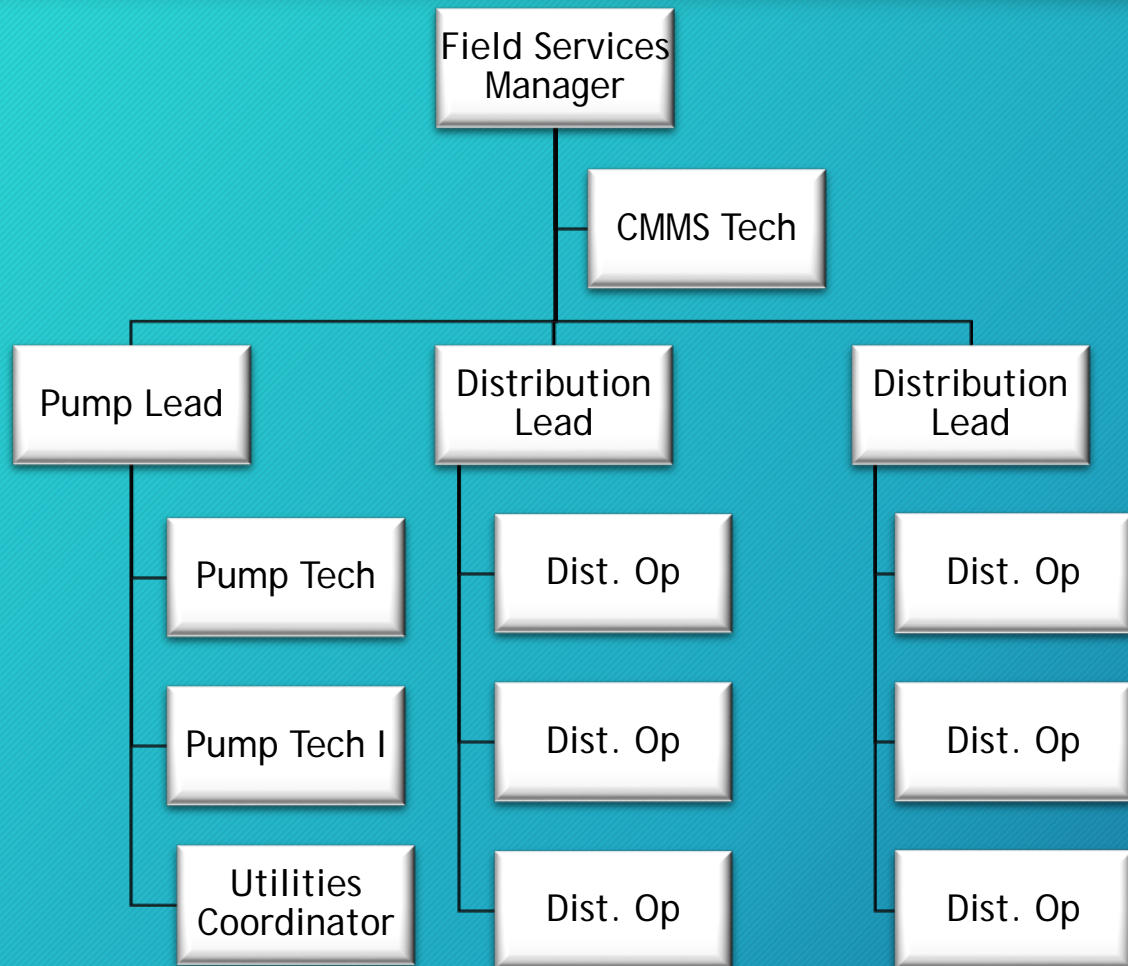 Field Services
Manager
CMMS Tech
Pump Lead
Distribution
Lead
Distribution
Lead
Pump Tech
Dist. Op
Dist. Op
Pump Tech I
Dist. Op
Dist. Op
Utilities
Coordinator
Dist. Op
Dist. Op